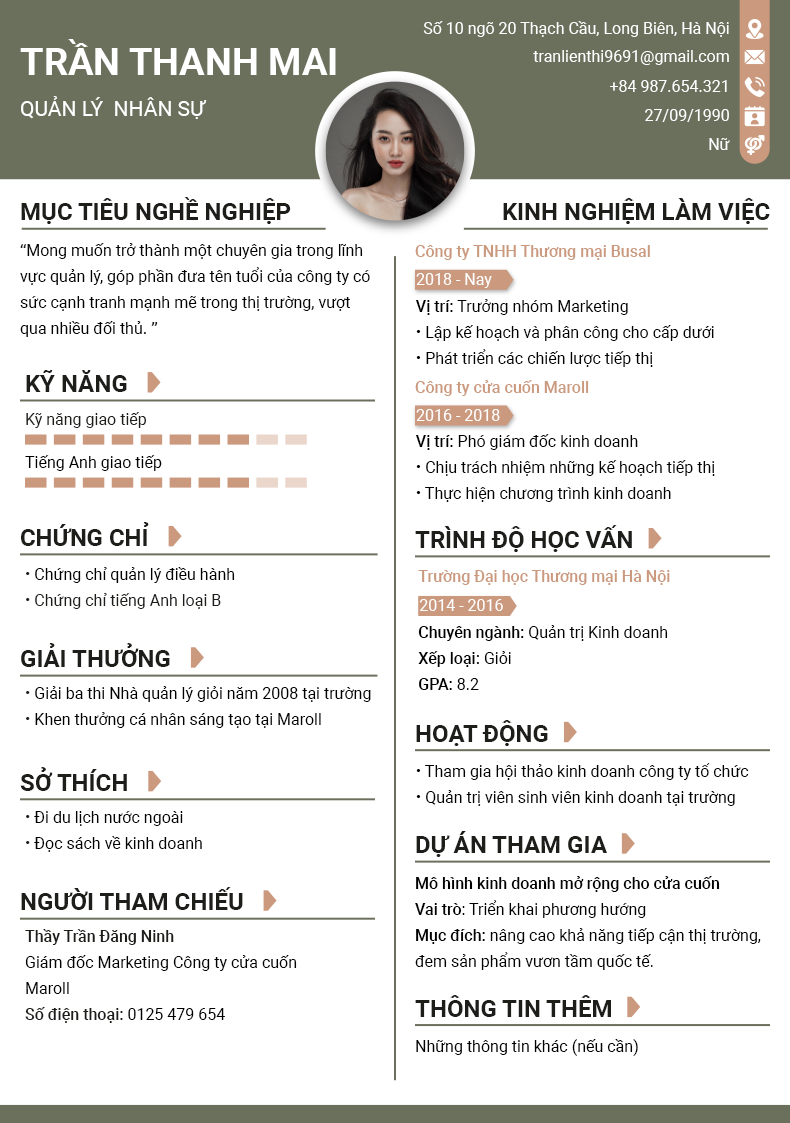 TRẦN THANH MAI
QUẢN LÝ NHÂN SỰ
Số 10 ngõ 20 Thạch Cầu, Long Biên, Hà Nội
tranlienthi9691@gmail.com
+84 987.654.321
27/09/1990
Nữ
MỤC TIÊU NGHỀ NGHIỆP
“Mong muốn trở thành một chuyên gia trong lĩnh
vực quản lý, góp phần đưa tên tuổi của công ty có
sức cạnh tranh mạnh mẽ trong thị trường, vượt
qua nhiều đối thủ. ”
KỸ NĂNG
Kỹ năng giao tiếp
Tiếng Anh giao tiếp
CHỨNG CHỈ
• Chứng chỉ quản lý điều hành
• Chứng chỉ tiếng Anh loại B
GIẢI THƯỞNG
• Giải ba thi Nhà quản lý giỏi năm 2008 tại trường
• Khen thưởng cá nhân sáng tạo tại Maroll
SỞ THÍCH
• Đi du lịch nước ngoài
• Đọc sách về kinh doanh
NGƯỜI THAM CHIẾU
Thầy Trần Đăng Ninh
Giám đốc Marketing Công ty cửa cuốn
Maroll
Số điện thoại: 0125 479 654
KINH NGHIỆM LÀM VIỆC
Công ty TNHH Thương mại Busal
2018 - Nay
Vị trí: Trưởng nhóm Marketing
• Lập kế hoạch và phân công cho cấp dưới
• Phát triển các chiến lược tiếp thị
Công ty cửa cuốn Maroll
2016 - 2018
Vị trí: Phó giám đốc kinh doanh
• Chịu trách nhiệm những kế hoạch tiếp thị
• Thực hiện chương trình kinh doanh
TRÌNH ĐỘ HỌC VẤN
Trường Đại học Thương mại Hà Nội
2014 - 2016
Chuyên ngành: Quản trị Kinh doanh
Xếp loại: Giỏi
GPA: 8.2
HOẠT ĐỘNG
• Tham gia hội thảo kinh doanh công ty tổ chức
• Quản trị viên sinh viên kinh doanh tại trường
DỰ ÁN THAM GIA
Mô hình kinh doanh mở rộng cho cửa cuốn
Vai trò: Triển khai phương hướng
Mục đích: nâng cao khả năng tiếp cận thị trường,
đem sản phẩm vươn tầm quốc tế.
THÔNG TIN THÊM
Những thông tin khác (nếu cần)